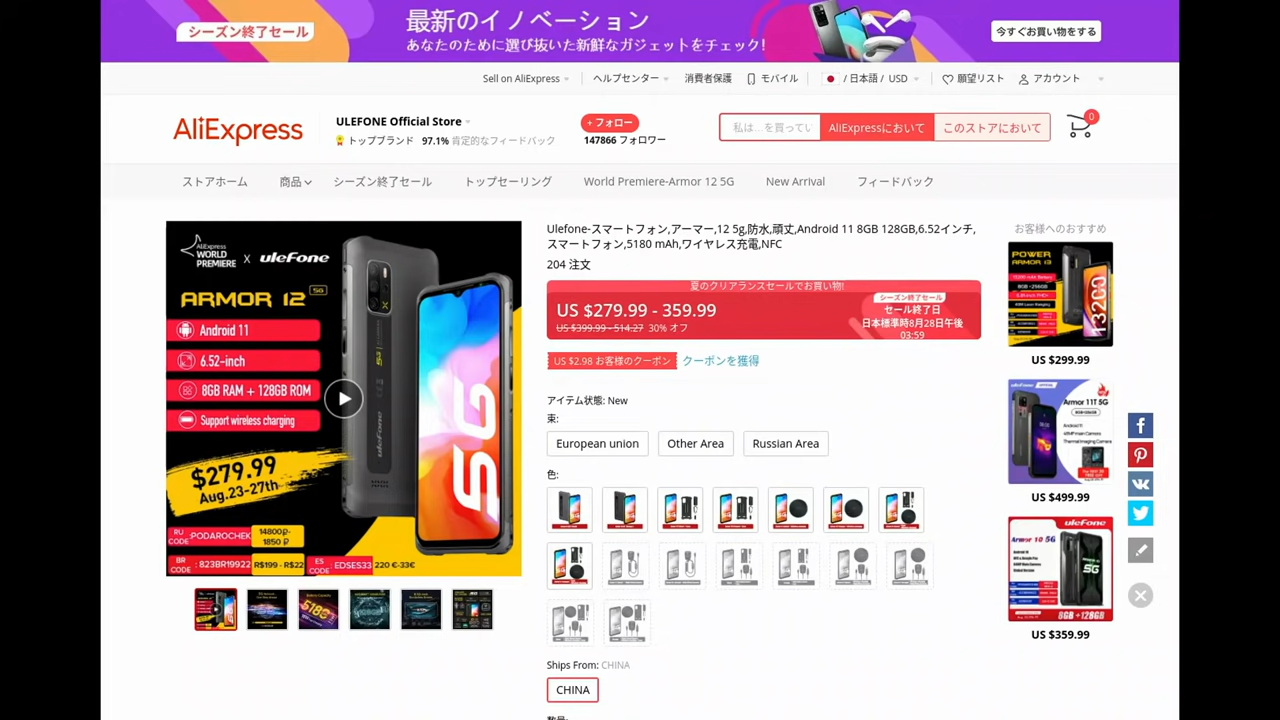 シーズン終了セール
最新のイノベーション
あなたのために選び抜いた新鮮なガジェットをチェック!
今すぐお買い物をする
Sell on AliExpress
ヘルプセンター
消費者保護
モバイル
/ 日本語 / USD
願望リスト
アカウント
AliExpress
ULEFONE Official Store
トップブランド 97.1% 肯定的なフィードバック
+ フォロー
147866 フォロワー
私は...を買ってい
AliExpressにおいて
このストアにおいて
0
ストアホーム
商品
シーズン終了セール
トップセーリング
World Premiere-Armor 12 5G
New Arrival
フィードバック
AliExpress
WORLD
PREMIERE
X uleFone
ARMOR 12 5G
Android 11
6.52-inch
8GB RAM + 128GB ROM
Support wireless charging
$279.99
Aug.23-27th
RU CODE:PODAROCHEK
BR CODE : 823BR19922
R$199 - R$22
ES CODE EDSES33
220 €-33€
Ulefone-スマートフォン,アーマー,12 5g,防水,頑丈,Android 11 8GB 128GB,6.52インチ,
スマートフォン,5180 mAh,ワイヤレス充電,NFC
204 注文
夏のクリアランスセールでお買い物!
US $279.99 - 359.99
US $399.99 - 514.27 30% オフ
シーズン終了セール
セール終了日
日本標準時8月28日午後
03:59
US $2.98 お客様のクーポン
クーポンを獲得
アイテム状態: New
束:
European union
Other Area
Russian Area
色:
Ships From: CHINA
CHINA
数量:
お客様へのおすすめ
POWER
ARMOR 13
13200
US $299.99
Armor 11T 5G
Thermal Imaging Camera
US $499.99
uleFone
Armor 10 5G
5G
8GB +128GB
US $359.99